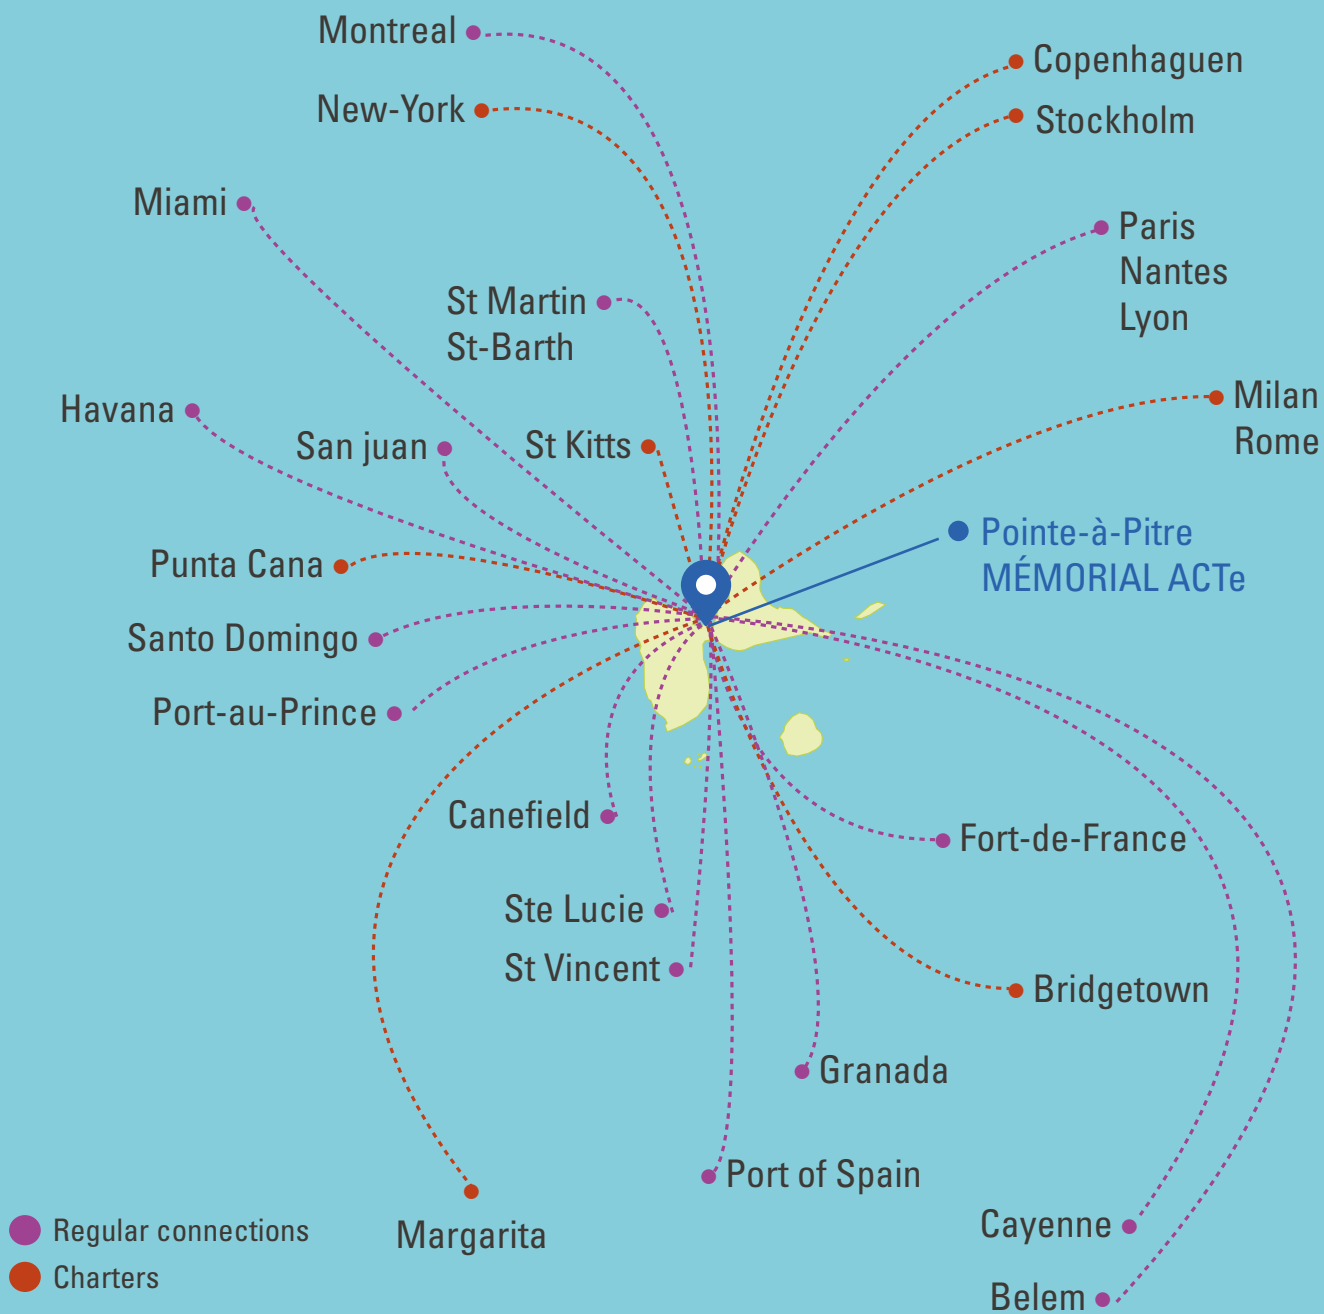 Montreal
Copenhaguen
New-York
Stockholm
Miami
Paris
Nantes
Lyon
St Martin
St-Barth
Havana
San juan
St Kitts
Milan
Rome
Pointe-à-Pitre
MÉMORIAL ACTe
Punta Cana
Santo Domingo
Port-au-Prince
Canefield
Fort-de-France
Ste Lucie
St Vincent
Bridgetown
Granada
Port of Spain
Margarita
Cayenne
Belem
Regular connections
Charters